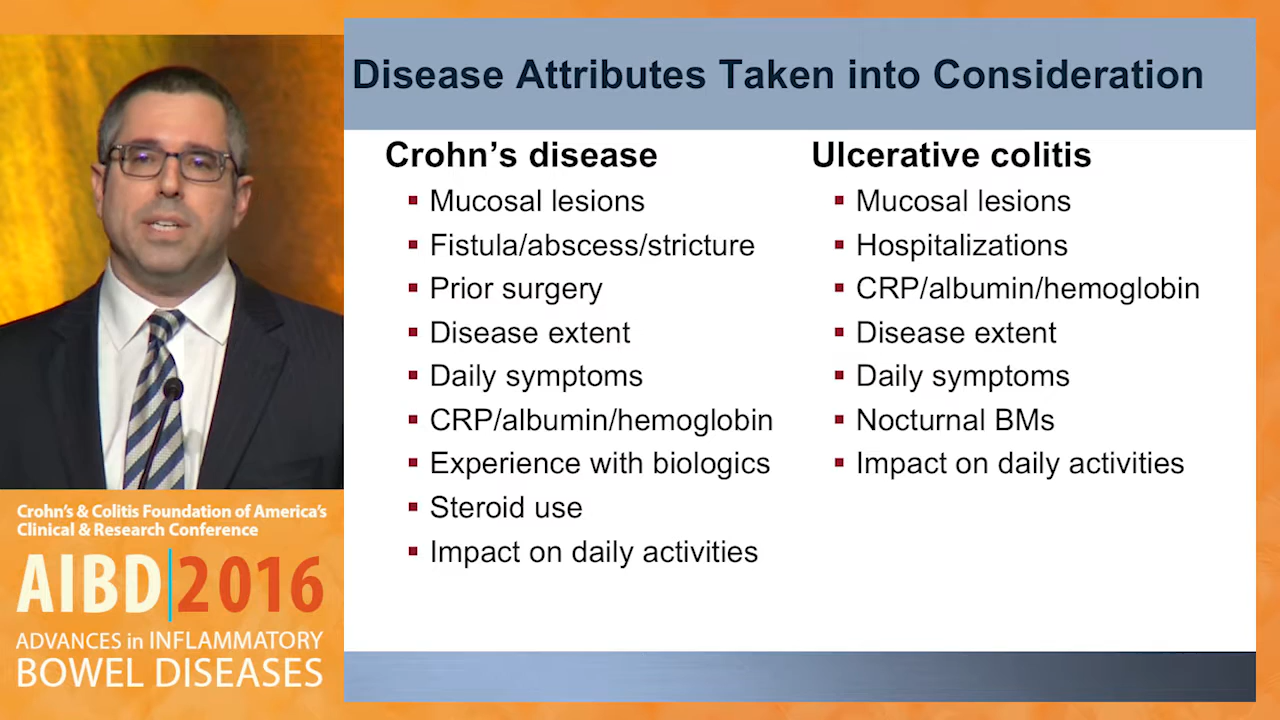 Disease Attributes Taken into Consideration
Crohn's disease
Mucosal lesions
Fistula/abscess/stricture
Prior surgery
Disease extent
Daily symptoms
CRP/albumin/hemoglobin
Experience with biologics
Steroid use
Impact on daily activities
Ulcerative colitis
Mucosal lesions
Hospitalizations
CRP/albumin/hemoglobin
Disease extent
Daily symptoms
Nocturnal BMs
Impact on daily activities
Crohn's & Colitis Foundation of America's
Clinical & Research Conference
AIBD|2016
ADVANCES in INFLAMMATORY
BOWEL DISEASES